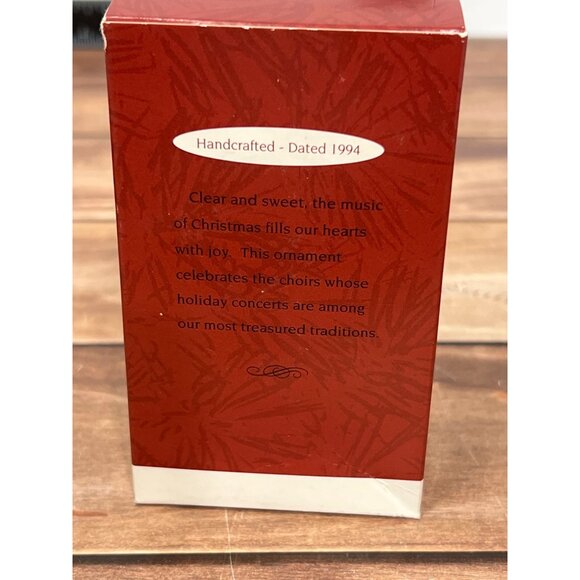 Handcrafted - Dated 1994
Clear and sweet, the music
of Christmas fills our hearts
with joy. This ornament
celebrates the choirs whose
holiday concerts are among
our most treasured traditions.